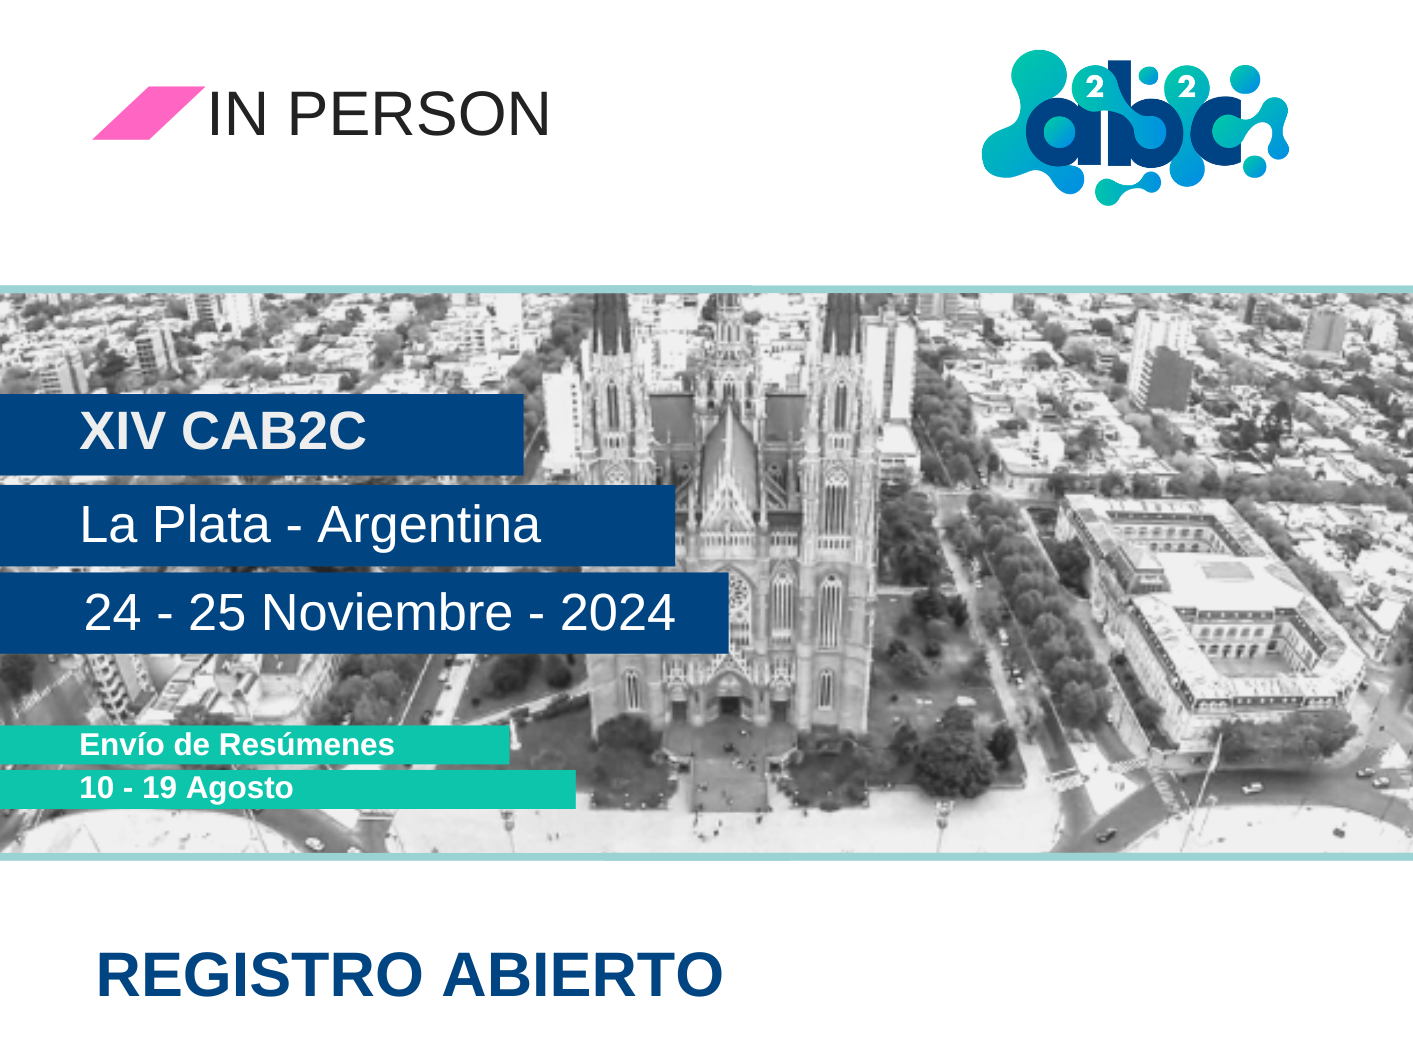 IN PERSON
a2b2c
XIV CAB2C
La Plata - Argentina
24 - 25 Noviembre - 2024
Envío de Resúmenes
10 - 19 Agosto
REGISTRO ABIERTO